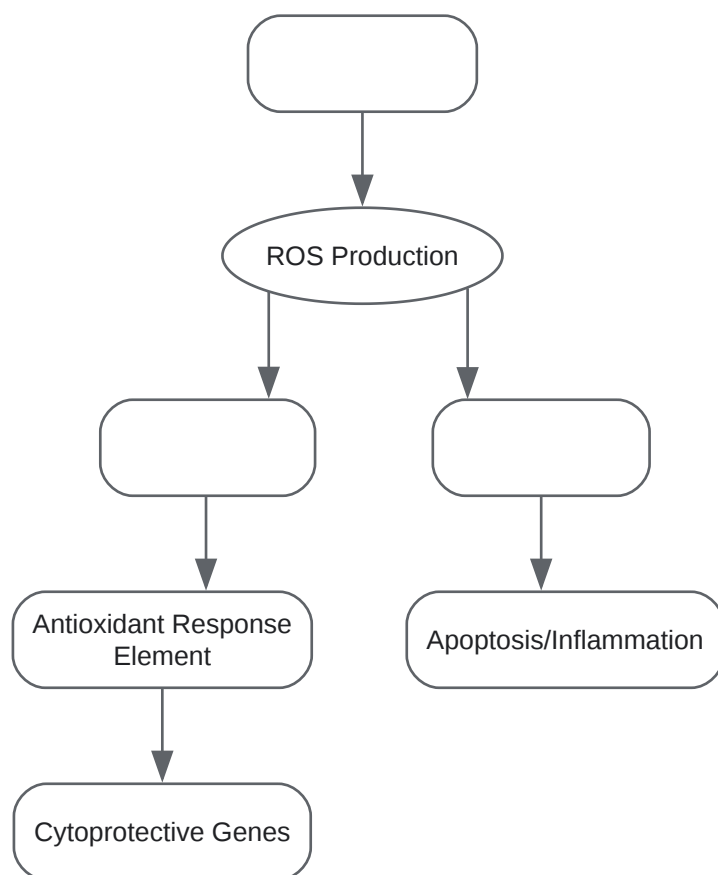 ROS Production
Antioxidant Response
Element
Apoptosis/Inflammation
Cytoprotective Genes